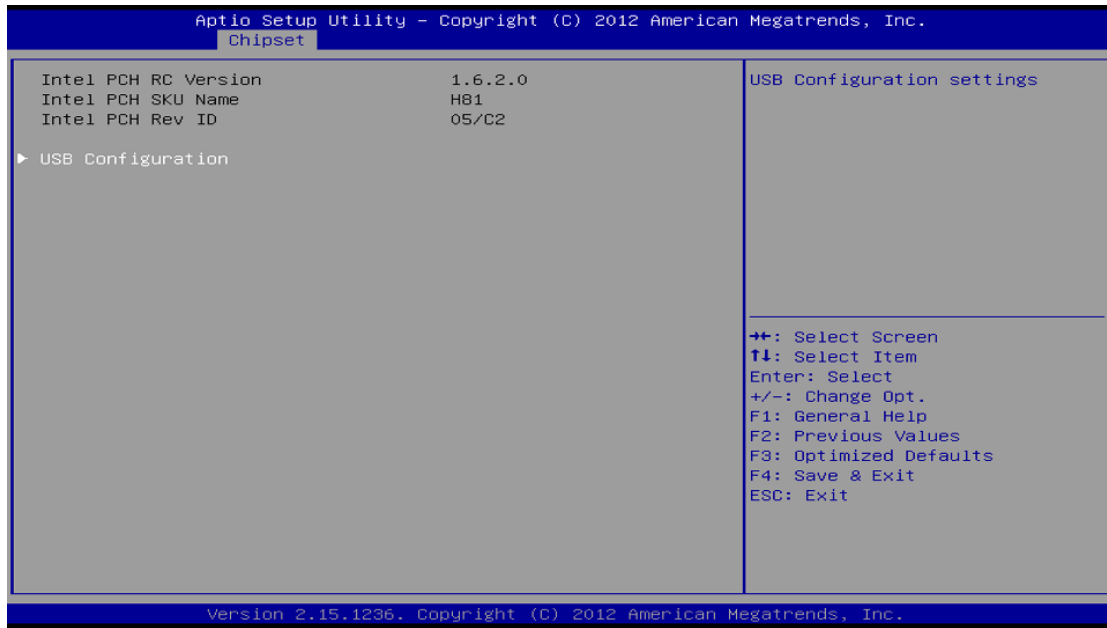 Aptio Setup Utility – Copyright (C) 2012 American Megatrends, Inc.
Chipset
Intel PCH RC Version 1.6.2.0
Intel PCH SKU Name H81
Intel PCH Rev ID 05/C2
► USB Configuration
USB Configuration settings
→←: Select Screen
↑↓: Select Item
Enter: Select
+/-: Change Opt.
F1: General Help
F2: Previous Values
F3: Optimized Defaults
F4: Save & Exit
ESC: Exit
Version 2.15.1236. Copyright (C) 2012 American Megatrends, Inc.